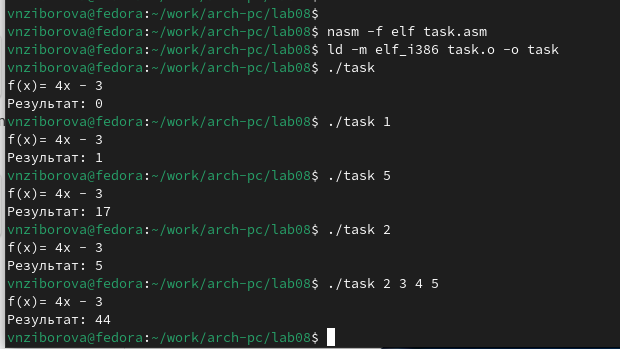 vnziborova@fedora:~/work/arch-pc/lab08$
vnziborova@fedora:~/work/arch-pc/lab08$ nasm -f elf task.asm
vnziborova@fedora:~/work/arch-pc/lab08$ ld -m elf_i386 task.o -o task
vnziborova@fedora:~/work/arch-pc/lab08$ ./task
f(x)= 4x - 3
Результат: 0
vnziborova@fedora:~/work/arch-pc/lab08$ ./task 1
f(x)= 4x - 3
Результат: 1
vnziborova@fedora:~/work/arch-pc/lab08$ ./task 5
f(x)= 4x - 3
Результат: 17
vnziborova@fedora:~/work/arch-pc/lab08$ ./task 2
f(x)= 4x - 3
Результат: 5
vnziborova@fedora:~/work/arch-pc/lab08$ ./task 2 3 4 5
f(x)= 4x - 3
Результат: 44
vnziborova@fedora:~/work/arch-pc/lab08$